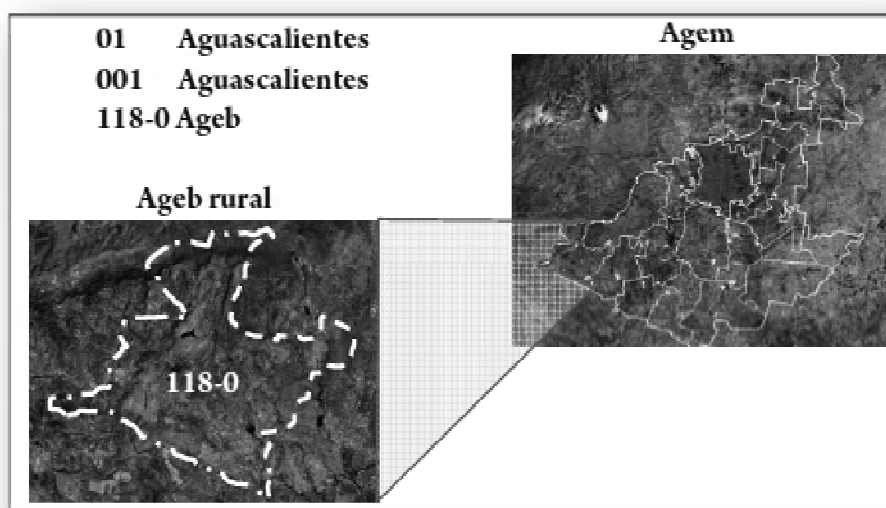 01 Aguascalientes
001 Aguascalientes
118-0 Ageb
Agem
Ageb rural
118-0